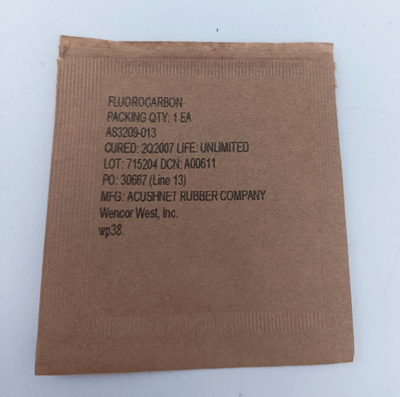 FLUOROCARBON
PACKING QTY: 1 EA
AS3209-013
CURED: 2Q2007 LIFE: UNLIMITED
LOT: 715204 DCN: A00611
PO: 30667 (Line 13)
MFG: ACUSHNET RUBBER COMPANY
Wencor West, Inc.
wp38.